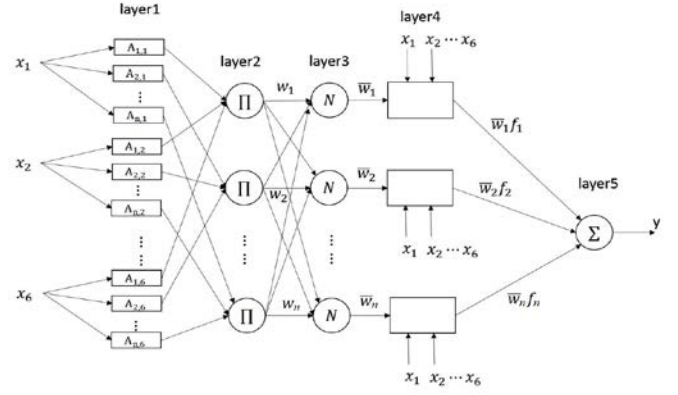 layer1
layer2
layer3
layer4
layer5
x₁
x₂
x₆
A₁,₁
A₂,₁
⋮
Aₙ,₁
A₁,₂
A₂,₂
⋮
Aₙ,₂
⋮ ⋮
A₁,₆
A₂,₆
⋮
Aₙ,₆
∏
∏
⋮
∏
w₁
w₂
wₙ
N
N
⋮
N
w̅₁
w̅₂
w̅ₙ
x₁ x₂ ⋯ x₆
x₁ x₂ ⋯ x₆
x₁ x₂ ⋯ x₆
w̅₁f₁
w̅₂f₂
w̅ₙfₙ
Σ
y